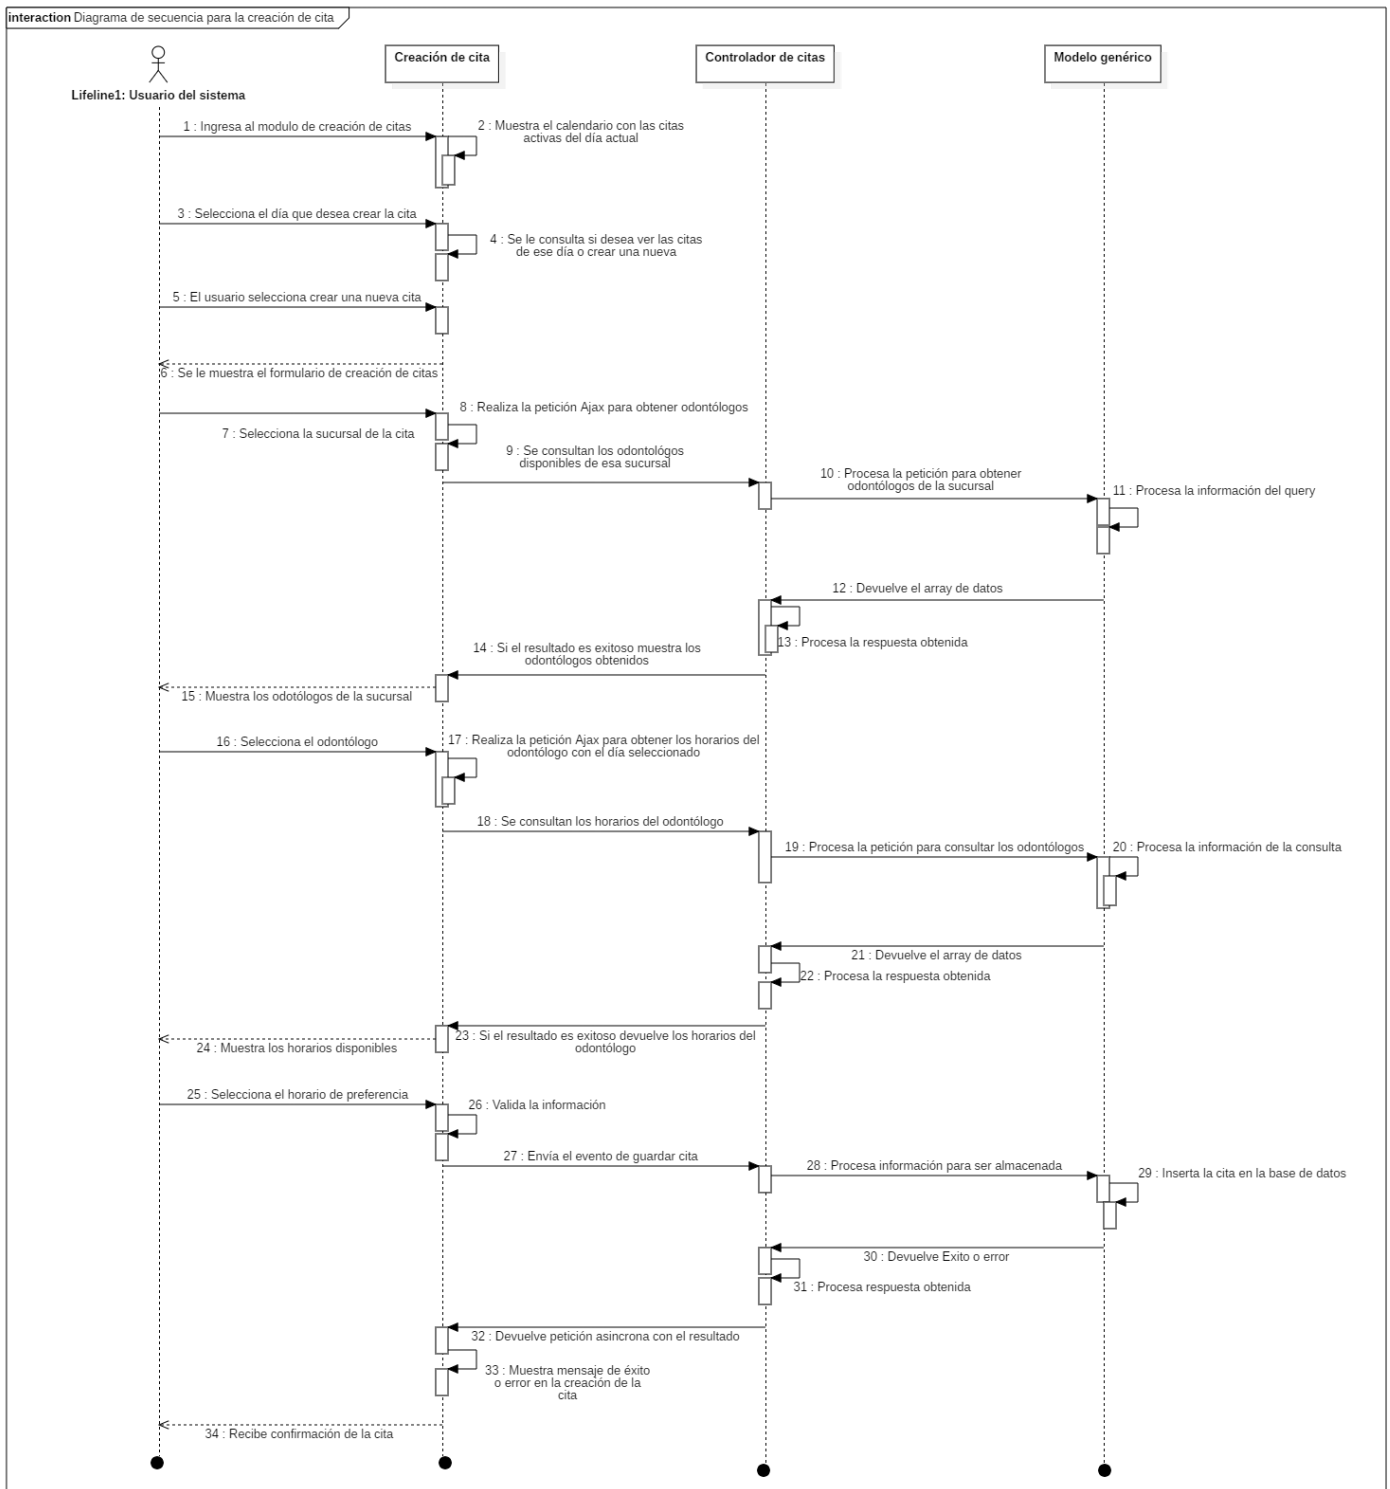 interaction Diagrama de secuencia para la creación de cita
Lifeline1: Usuario del sistema
Creación de cita
Controlador de citas
Modelo genérico
1 : Ingresa al modulo de creación de citas
2 : Muestra el calendario con las citas
activas del día actual
3 : Selecciona el día que desea crear la cita
4 : Se le consulta si desea ver las citas
de ese día o crear una nueva
5 : El usuario selecciona crear una nueva cita
6 : Se le muestra el formulario de creación de citas
7 : Selecciona la sucursal de la cita
8 : Realiza la petición Ajax para obtener odontólogos
9 : Se consultan los odontológos
disponibles de esa sucursal
10 : Procesa la petición para obtener
odontólogos de la sucursal
11 : Procesa la información del query
12 : Devuelve el array de datos
13 : Procesa la respuesta obtenida
14 : Si el resultado es exitoso muestra los
odontólogos obtenidos
15 : Muestra los odotólogos de la sucursal
16 : Selecciona el odontólogo
17 : Realiza la petición Ajax para obtener los horarios del
odontólogo con el día seleccionado
18 : Se consultan los horarios del odontólogo
19 : Procesa la petición para consultar los odontólogos
20 : Procesa la información de la consulta
21 : Devuelve el array de datos
22 : Procesa la respuesta obtenida
23 : Si el resultado es exitoso devuelve los horarios del
odontólogo
24 : Muestra los horarios disponibles
25 : Selecciona el horario de preferencia
26 : Valida la información
27 : Envía el evento de guardar cita
28 : Procesa información para ser almacenada
29 : Inserta la cita en la base de datos
30 : Devuelve Exito o error
31 : Procesa respuesta obtenida
32 : Devuelve petición asincrona con el resultado
33 : Muestra mensaje de éxito
o error en la creación de la
cita
34 : Recibe confirmación de la cita